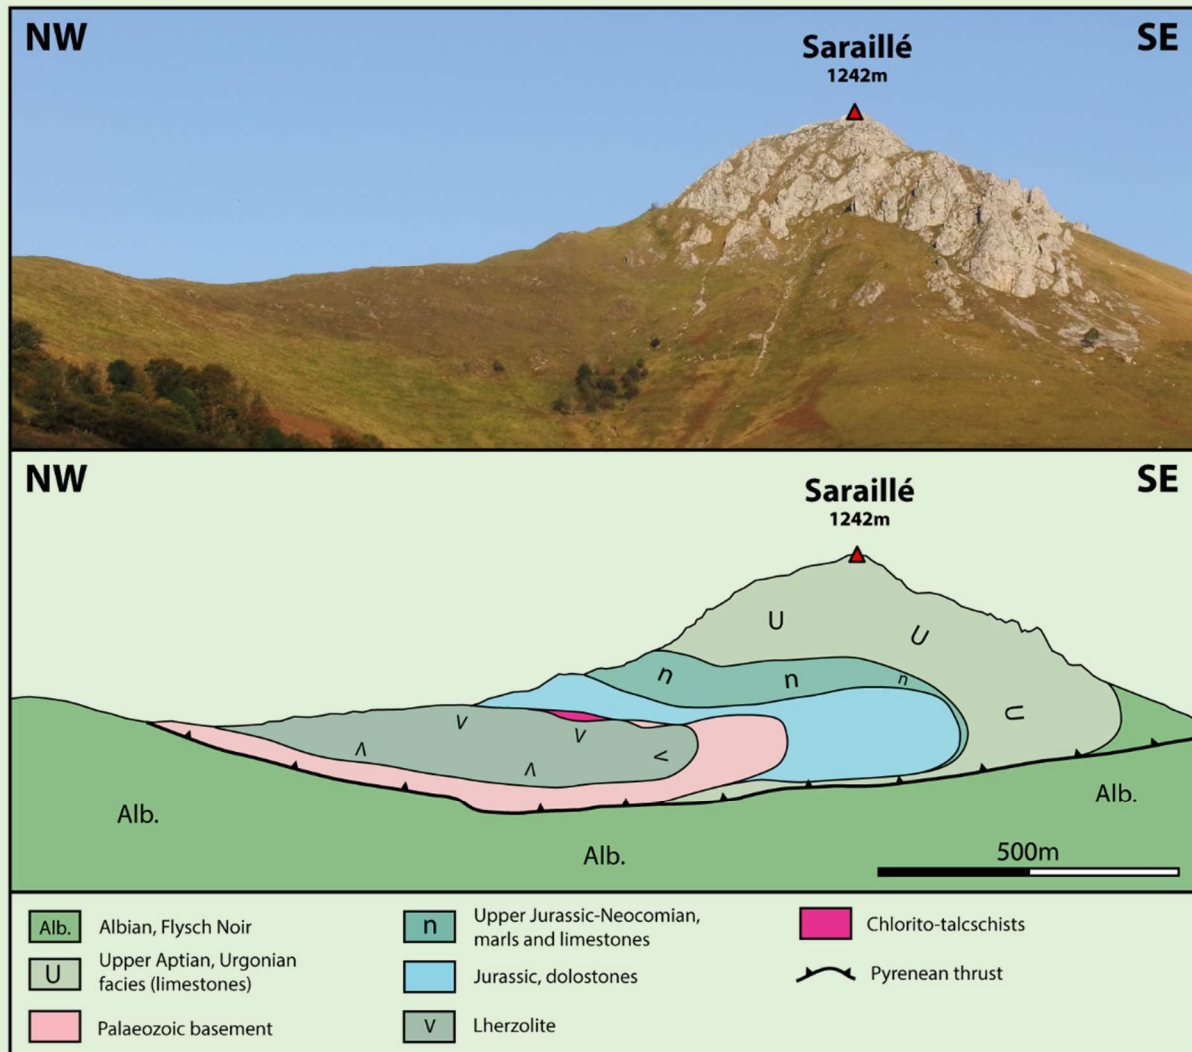 NW
SE
Saraillé
1242m
NW
SE
Saraillé
1242m
U
U
n
n
n
U
V
V
V
V
V
Alb.
Alb.
Alb.
500m
Alb.
Albian, Flysch Noir
U
Upper Aptian, Urgonian
facies (limestones)
Palaeozoic basement
n
Upper Jurassic-Neocomian,
marls and limestones
Jurassic, dolostones
V
Lherzolite
Chlorito-talcschists
Pyrenean thrust